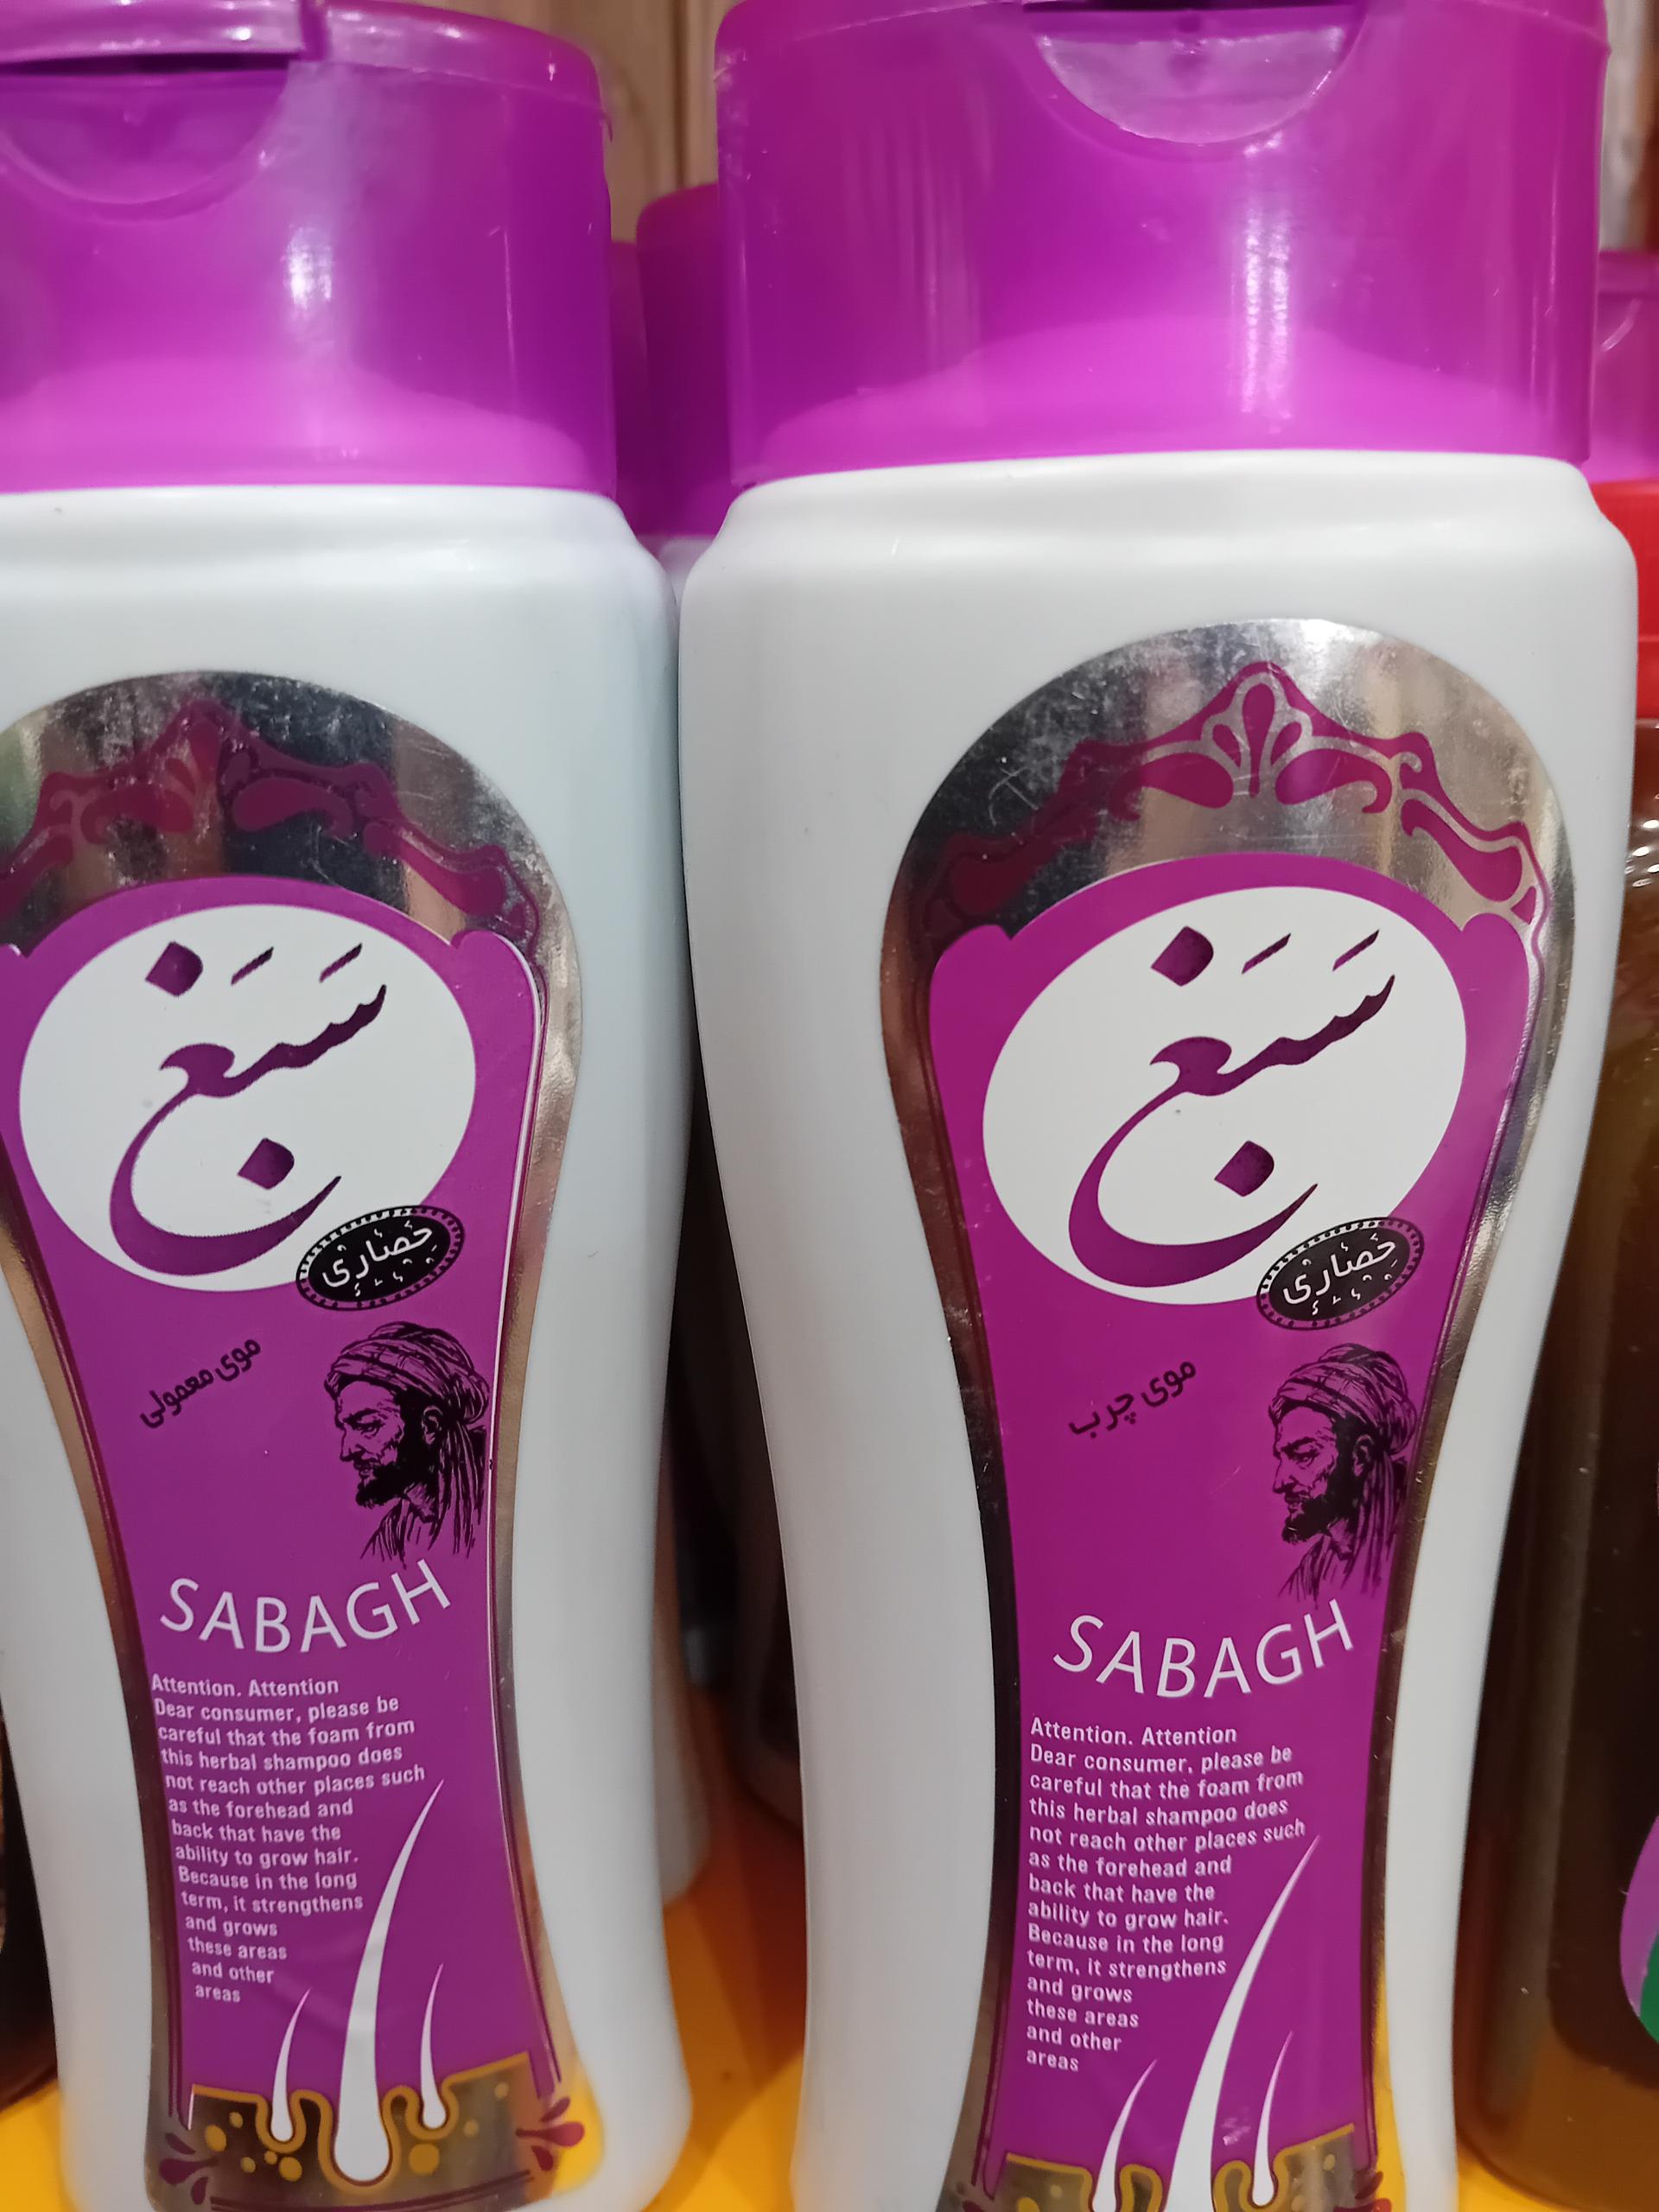 سَبَغ
حصاری
موی معمولی
SABAGH
Attention. Attention
Dear consumer, please be
careful that the foam from
this herbal shampoo does
not reach other places such
as the forehead and
back that have the
ability to grow hair.
Because in the long
term, it strengthens
and grows
these areas
and other
areas
سَبَغ
حصاری
موی چرب
SABAGH
Attention. Attention
Dear consumer, please be
careful that the foam from
this herbal shampoo does
not reach other places such
as the forehead and
back that have the
ability to grow hair.
Because in the long
term, it strengthens
and grows
these areas
and other
areas